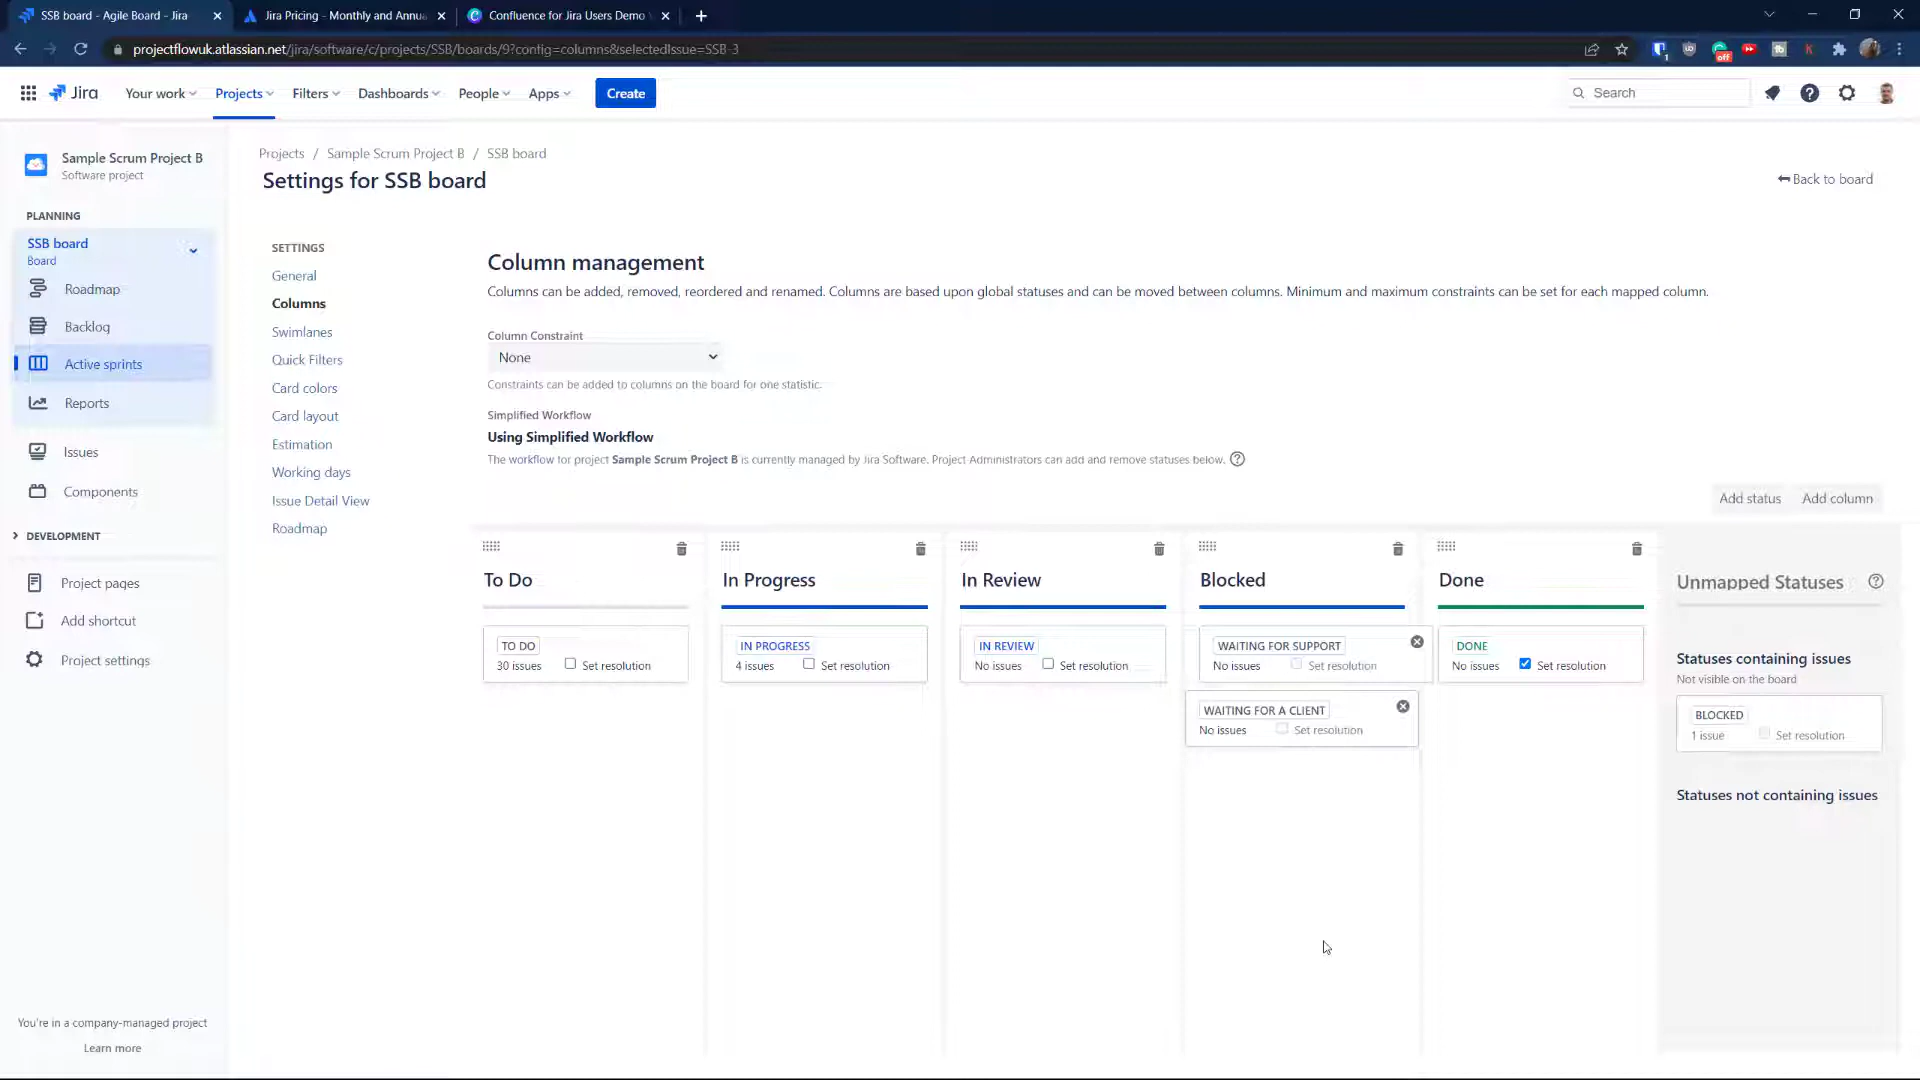 SSB board - Agile Board - Jira
Jira Pricing - Monthly and Annua
Confluence for Jira Users Demo
projectflowuk.atlassian.net/jira/software/c/projects/SSB/boards/9?config=columns&selectedIssue=SSB-3
off
Jira
Your work
Projects
Filters
Dashboards
People
Apps
Create
Search
Sample Scrum Project B
Software project
PLANNING
SSB board
Board
Roadmap
Backlog
Active sprints
Reports
Issues
Components
DEVELOPMENT
Project pages
Add shortcut
Project settings
You're in a company-managed project
Learn more
Projects / Sample Scrum Project B / SSB board
Settings for SSB board
Back to board
SETTINGS
General
Columns
Swimlanes
Quick Filters
Card colors
Card layout
Estimation
Working days
Issue Detail View
Roadmap
Column management
Columns can be added, removed, reordered and renamed. Columns are based upon global statuses and can be moved between columns. Minimum and maximum constraints can be set for each mapped column.
Column Constraint
None
Constraints can be added to columns on the board for one statistic.
Simplified Workflow
Using Simplified Workflow
The workflow for project Sample Scrum Project B is currently managed by Jira Software. Project Administrators can add and remove statuses below.
Add status
Add column
To Do
TO DO
30 issues Set resolution
In Progress
IN PROGRESS
4 issues Set resolution
In Review
IN REVIEW
No issues Set resolution
Blocked
WAITING FOR SUPPORT
No issues Set resolution
WAITING FOR A CLIENT
No issues Set resolution
Done
DONE
No issues Set resolution
Unmapped Statuses
Statuses containing issues
Not visible on the board
BLOCKED
1 issue Set resolution
Statuses not containing issues